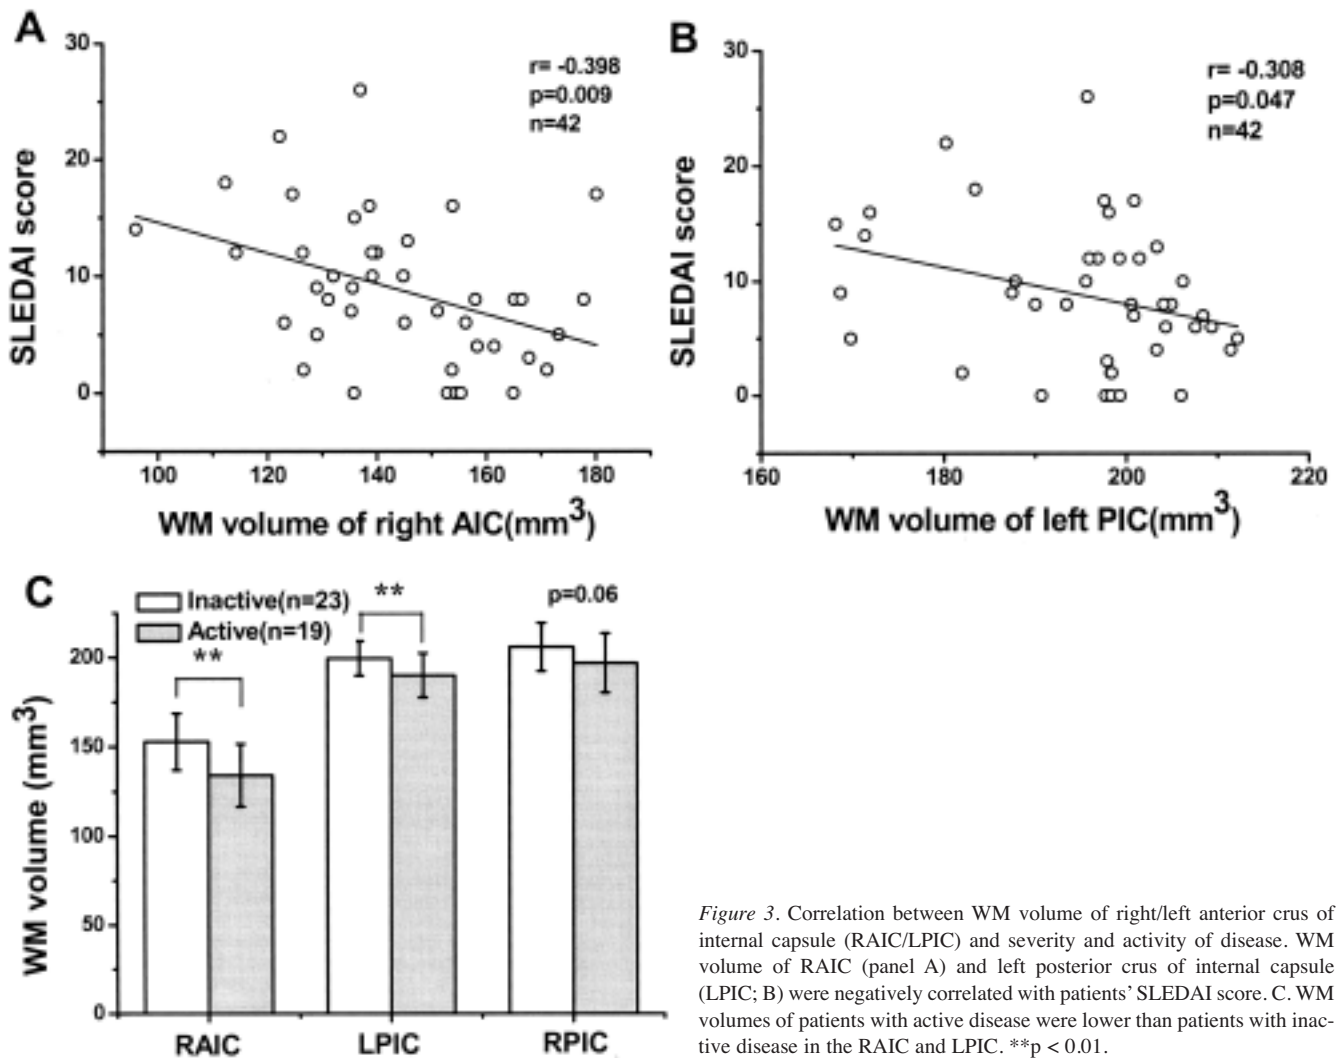 A
30
20
10
0
SLEDAI score
r= -0.398
p=0.009
n=42
100 120 140 160 180
WM volume of right AIC(mm³)
B
30
20
10
0
SLEDAI score
r= -0.308
p=0.047
n=42
160 180 200 220
WM volume of left PIC(mm³)
C
Inactive(n=23)
Active(n=19)
**
**
p=0.06
200
150
100
50
0
WM volume (mm³)
RAIC LPIC RPIC
Figure 3. Correlation between WM volume of right/left anterior crus of
internal capsule (RAIC/LPIC) and severity and activity of disease. WM
volume of RAIC (panel A) and left posterior crus of internal capsule
(LPIC; B) were negatively correlated with patients’ SLEDAI score. C. WM
volumes of patients with active disease were lower than patients with inac-
tive disease in the RAIC and LPIC. **p < 0.01.